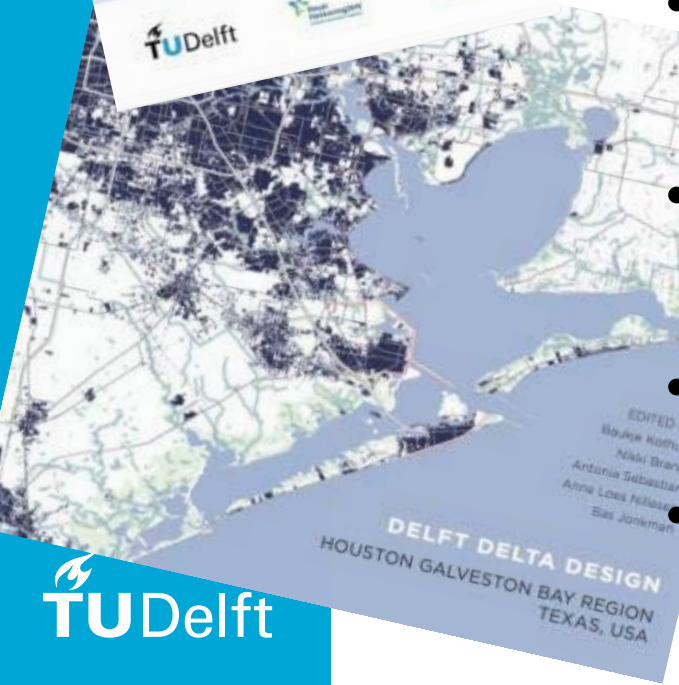 TUDelft
EDITED
Baukje Kothu
Nikki Bran
Antonia Sebastian
Anne Loes Nillese
Bas Jonkman
DELFT DELTA DESIGN
HOUSTON GALVESTON BAY REGION
TEXAS, USA
TUDelft